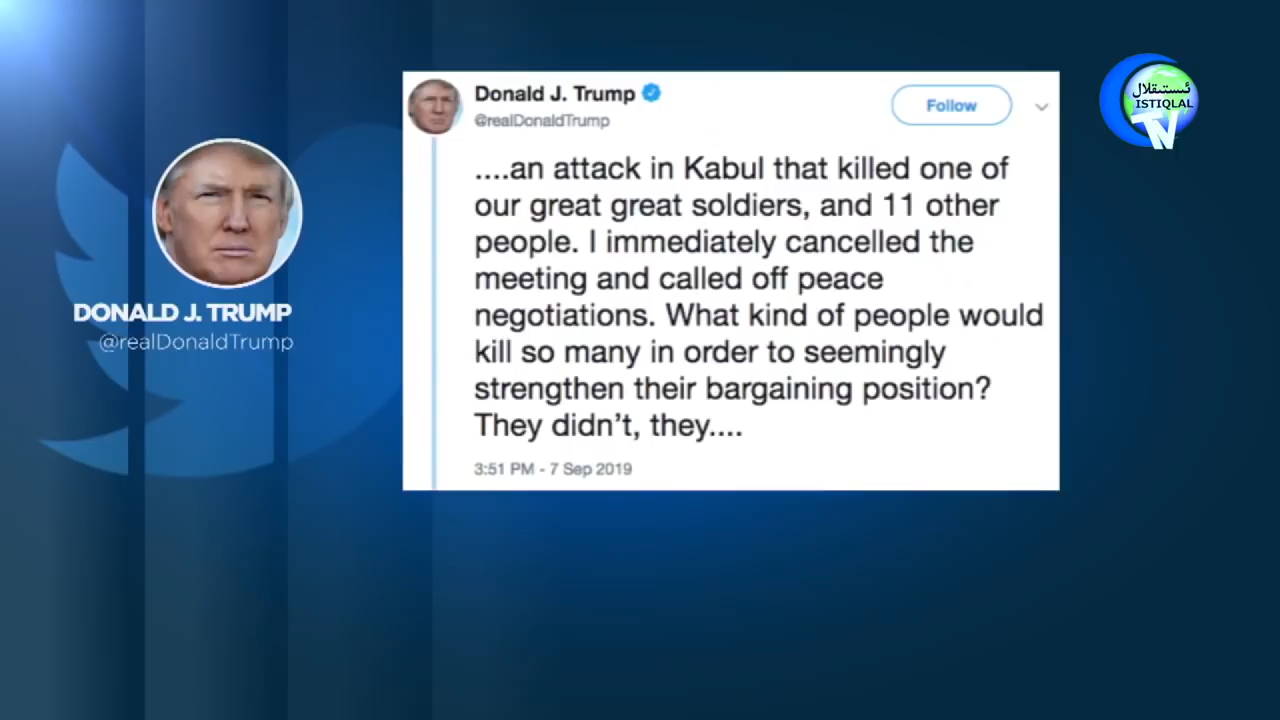 DONALD J. TRUMP
@realDonaldTrump
Donald J. Trump
@realDonaldTrump
Follow
....an attack in Kabul that killed one of
our great great soldiers, and 11 other
people. I immediately cancelled the
meeting and called off peace
negotiations. What kind of people would
kill so many in order to seemingly
strengthen their bargaining position?
They didn't, they....
3:51 PM - 7 Sep 2019
ئىستىقلال
ISTIQLAL
TV